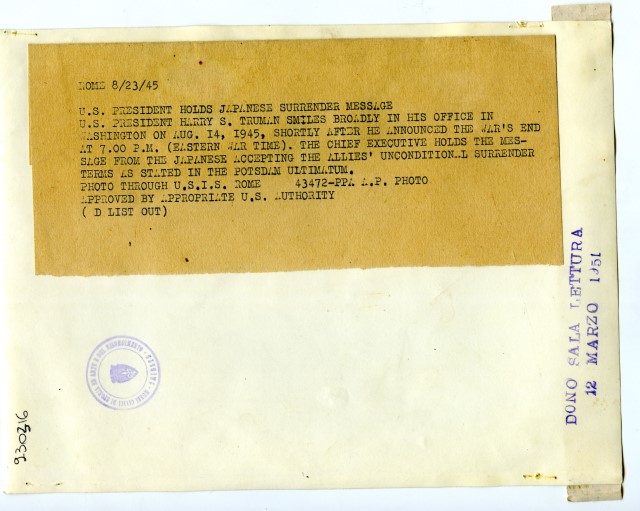 ROME 8/23/45
U.S. PRESIDENT HOLDS JAPANESE SURRENDER MESSAGE
U.S. PRESIDENT HARRY S. TRUMAN SMILES BROADLY IN HIS OFFICE IN
WASHINGTON ON AUG. 14, 1945, SHORTLY AFTER HE ANNOUNCED THE WAR'S END
AT 7.00 P.M. (EASTERN WAR TIME). THE CHIEF EXECUTIVE HOLDS THE MES-
SAGE FROM THE JAPANESE ACCEPTING THE ALLIES' UNCONDITIONAL SURRENDER
TERMS AS STATED IN THE POTSDAM ULTIMATUM.
PHOTO THROUGH U.S.I.S. ROME 43472-PPA A.P. PHOTO
APPROVED BY APPROPRIATE U.S. AUTHORITY
( D LIST OUT)
DONO SALA LETTURA
12 MARZO 1951
930316